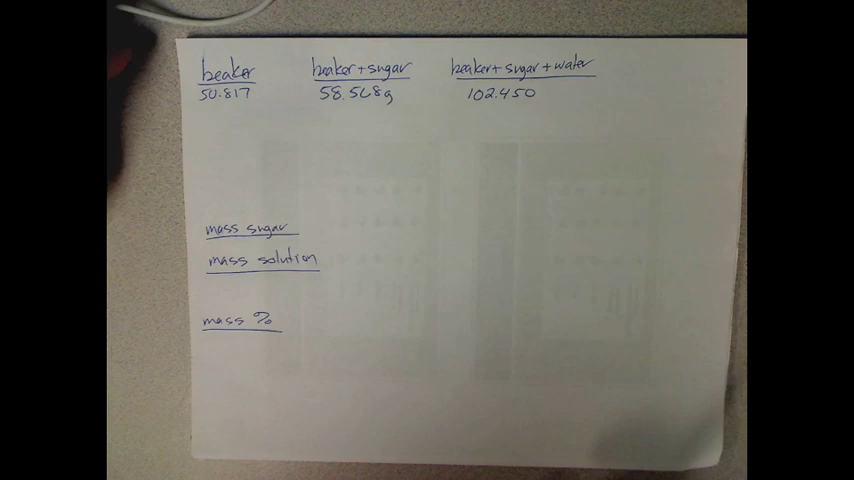 beaker beaker+sugar beaker+sugar+water
50.817 58.568g 102.450
mass sugar
mass solution
mass %